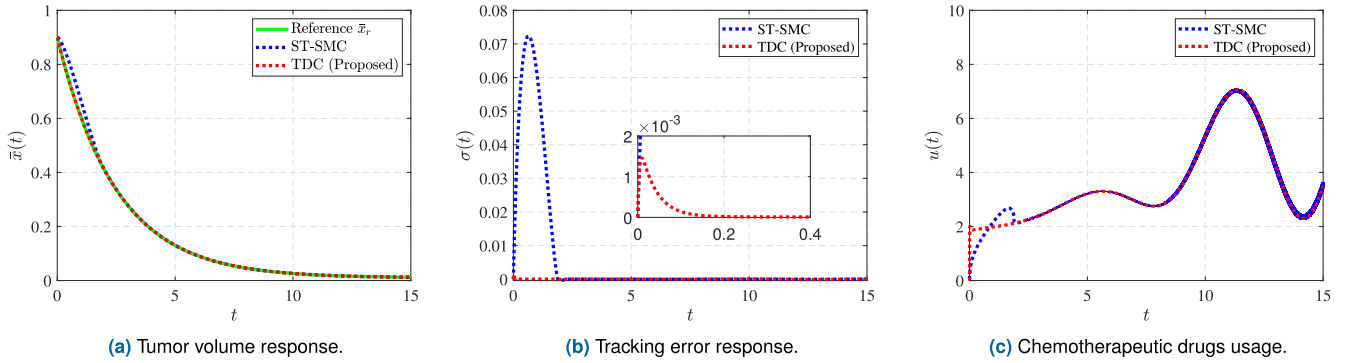 1
0.8
0.6
0.4
0.2
0
0 5 10 15
x̄(t)
t
Reference x̄_r
ST-SMC
TDC (Proposed)
(a) Tumor volume response.
0.08
0.07
0.06
0.05
0.04
0.03
0.02
0.01
0
0 5 10 15
σ(t)
t
ST-SMC
TDC (Proposed)
×10⁻³
2
1
0
0 0.2 0.4
(b) Tracking error response.
10
8
6
4
2
0
0 5 10 15
u(t)
t
ST-SMC
TDC (Proposed)
(c) Chemotherapeutic drugs usage.